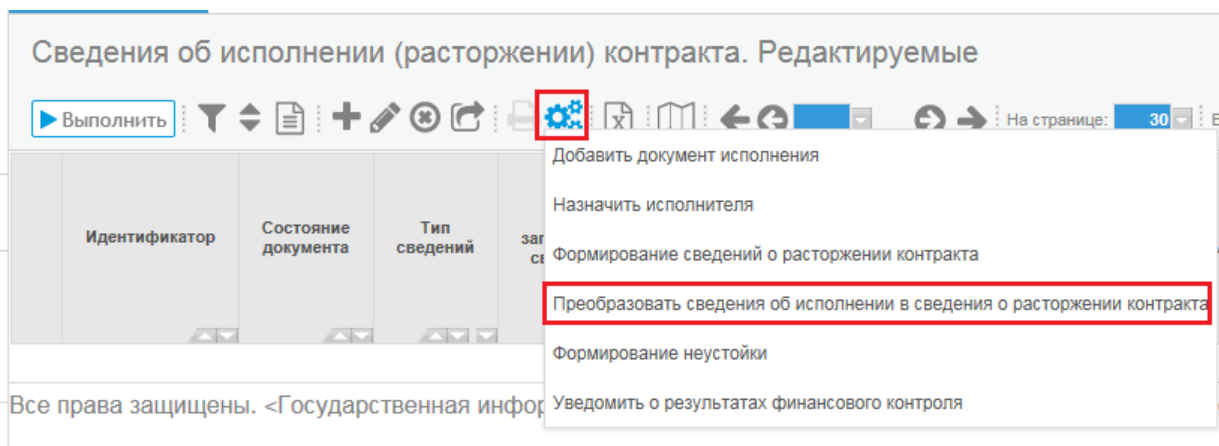 Сведения об исполнении (расторжении) контракта. Редактируемые
Выполнить
На странице: 30
Добавить документ исполнения
Назначить исполнителя
Формирование сведений о расторжении контракта
Преобразовать сведения об исполнении в сведения о расторжении контракта
Формирование неустойки
Уведомить о результатах финансового контроля
Идентификатор
Состояние
документа
Тип
сведений
Все права защищены. <Государственная